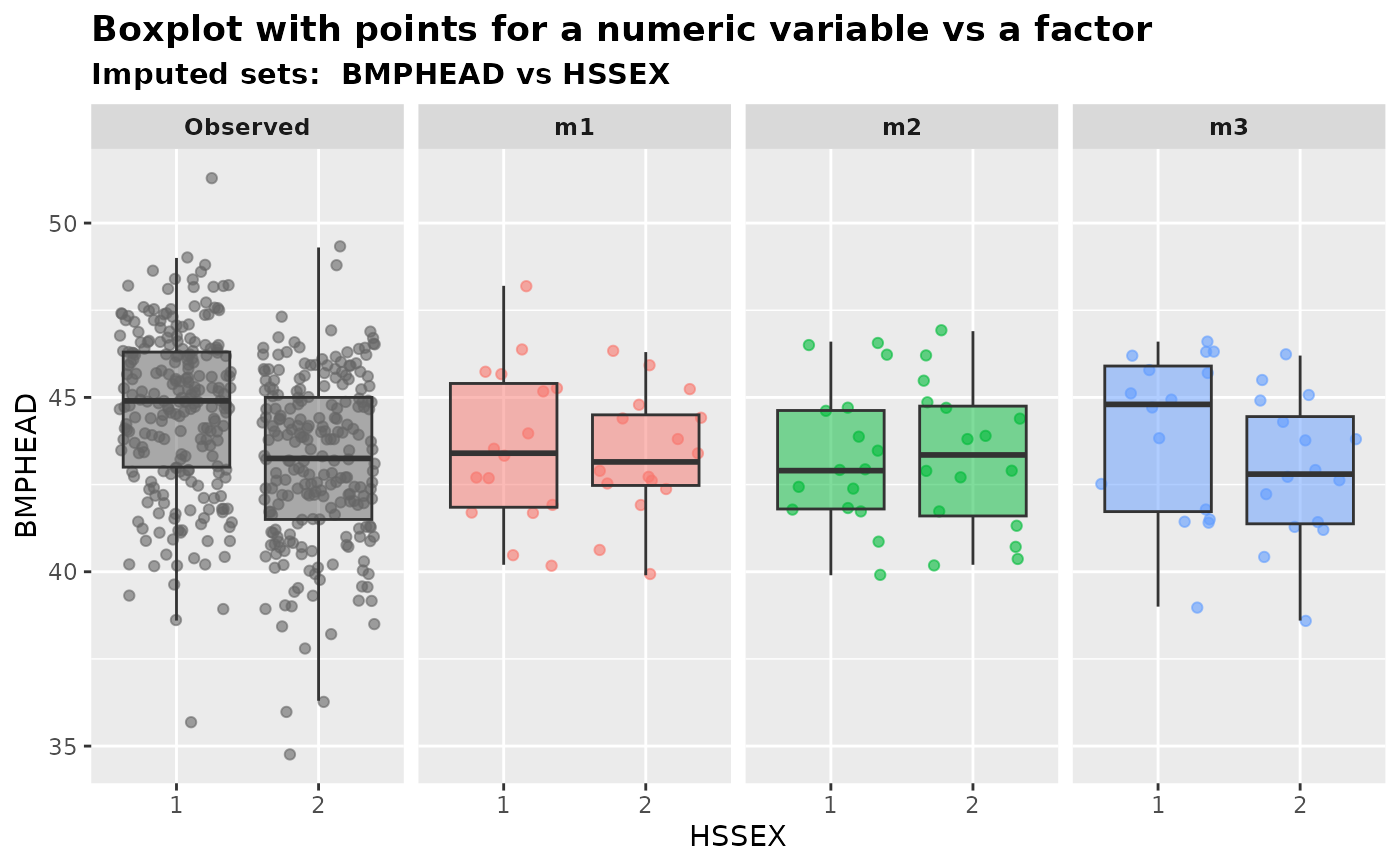 Boxplot with points for a numeric variable vs a factor
Imputed sets:  BMPHEAD vs HSSEX
Observed m1 m2 m3
50
45
40
35
BMPHEAD
1 2 1 2 1 2 1 2
HSSEX